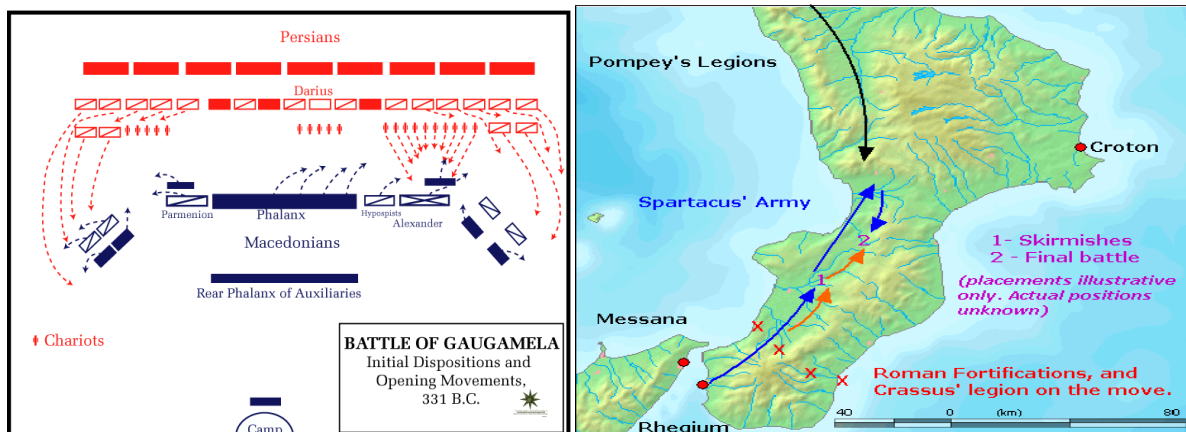 Persians
Darius
Parmenion
Phalanx
Hypospists
Alexander
Macedonians
Rear Phalanx of Auxiliaries
Chariots
BATTLE OF GAUGAMELA
Initial Dispositions and
Opening Movements,
331 B.C.
Camp
Pompey's Legions
Croton
Spartacus' Army
1- Skirmishes
2 - Final battle
(placements illustrative
only. Actual positions
unknown)
2
1
Messana
Roman Fortifications, and
Crassus' legion on the move.
Rhegium
40 0 (km) 80